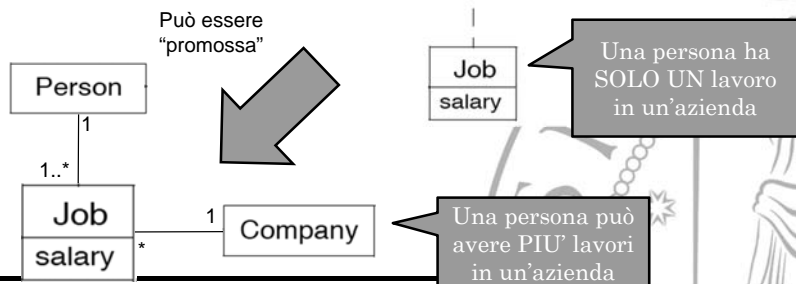 Può essere
“promossa”
Person
1
1..*
Job
salary
*
1
Company
Job
salary
Una persona ha
SOLO UN lavoro
in un’azienda
Una persona può
avere PIU’ lavori
in un’azienda